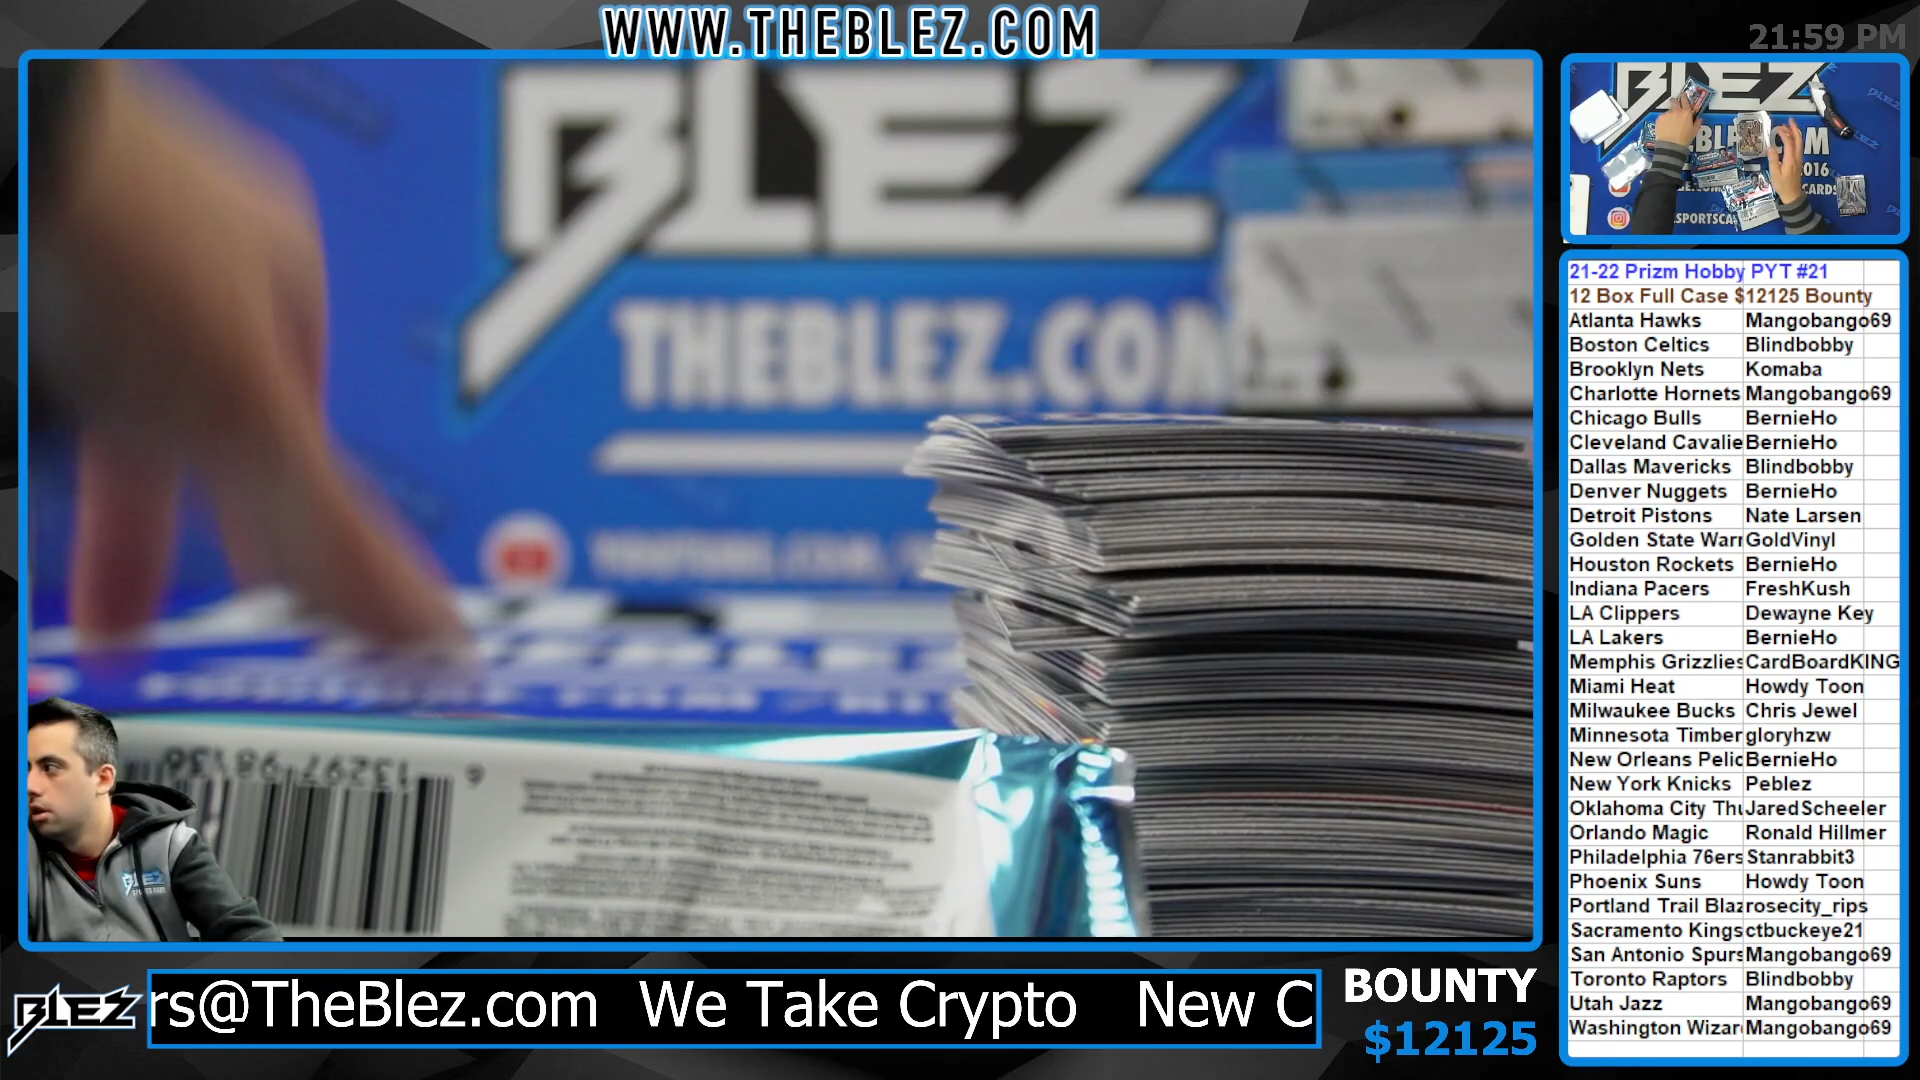 WWW.THEBLEZ.COM
21:59 PM
BLEZ
THEBLEZ.COM
6 13297 98136
21-22 Prizm Hobby PYT #21
12 Box Full Case $12125 Bounty
Atlanta Hawks Mangobango69
Boston Celtics Blindbobby
Brooklyn Nets Komaba
Charlotte Hornets Mangobango69
Chicago Bulls BernieHo
Cleveland Cavalie BernieHo
Dallas Mavericks Blindbobby
Denver Nuggets BernieHo
Detroit Pistons Nate Larsen
Golden State Warr GoldVinyl
Houston Rockets BernieHo
Indiana Pacers FreshKush
LA Clippers Dewayne Key
LA Lakers BernieHo
Memphis Grizzlies CardBoardKING
Miami Heat Howdy Toon
Milwaukee Bucks Chris Jewel
Minnesota Timber gloryhzw
New Orleans Pelic BernieHo
New York Knicks Peblez
Oklahoma City Thu JaredScheeler
Orlando Magic Ronald Hillmer
Philadelphia 76ers Stanrabbit3
Phoenix Suns Howdy Toon
Portland Trail Blaz rosecity_rips
Sacramento Kings ctbuckeye21
San Antonio Spurs Mangobango69
Toronto Raptors Blindbobby
Utah Jazz Mangobango69
Washington Wizar Mangobango69
BLEZ
rs@TheBlez.com We Take Crypto New C
BOUNTY
$12125